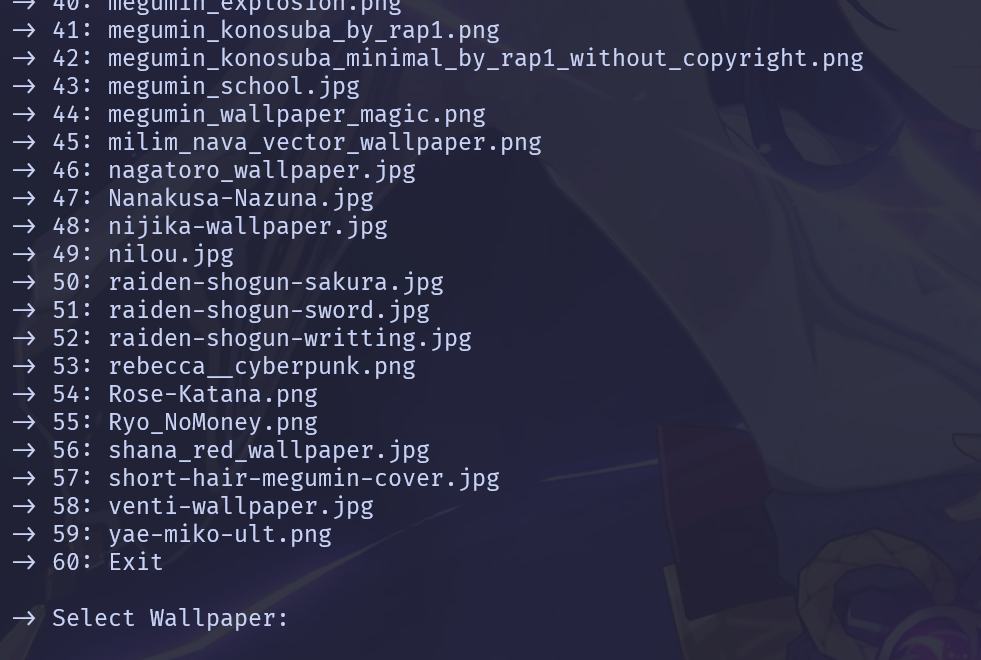 → 40: megumin_explosion.png
→ 41: megumin_konosuba_by_rap1.png
→ 42: megumin_konosuba_minimal_by_rap1_without_copyright.png
→ 43: megumin_school.jpg
→ 44: megumin_wallpaper_magic.png
→ 45: milim_nava_vector_wallpaper.png
→ 46: nagatoro_wallpaper.jpg
→ 47: Nanakusa-Nazuna.jpg
→ 48: nijika-wallpaper.jpg
→ 49: nilou.jpg
→ 50: raiden-shogun-sakura.jpg
→ 51: raiden-shogun-sword.jpg
→ 52: raiden-shogun-writting.jpg
→ 53: rebecca__cyberpunk.png
→ 54: Rose-Katana.png
→ 55: Ryo_NoMoney.png
→ 56: shana_red_wallpaper.jpg
→ 57: short-hair-megumin-cover.jpg
→ 58: venti-wallpaper.jpg
→ 59: yae-miko-ult.png
→ 60: Exit
→ Select Wallpaper: